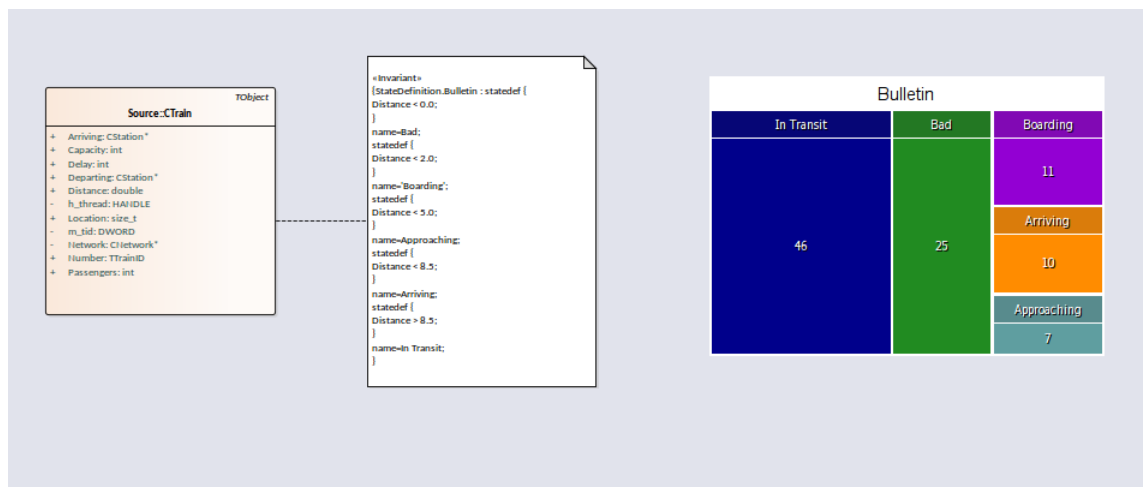 TObject
Source::CTrain
+ Arriving: CStation*
+ Capacity: int
+ Delay: int
+ Departing: CStation*
+ Distance: double
- h_thread: HANDLE
+ Location: size_t
- m_tid: DWORD
- Network: CNetwork*
+ Number: TTrainID
+ Passengers: int
«Invariant»
{StateDefinition.Bulletin : statedef {
Distance < 0.0;
}
name=Bad;
statedef {
Distance < 2.0;
}
name='Boarding';
statedef {
Distance < 5.0;
}
name=Approaching;
statedef {
Distance < 8.5;
}
name=Arriving;
statedef {
Distance > 8.5;
}
name=In Transit;
}
Bulletin
In Transit
46
Bad
25
Boarding
11
Arriving
10
Approaching
7